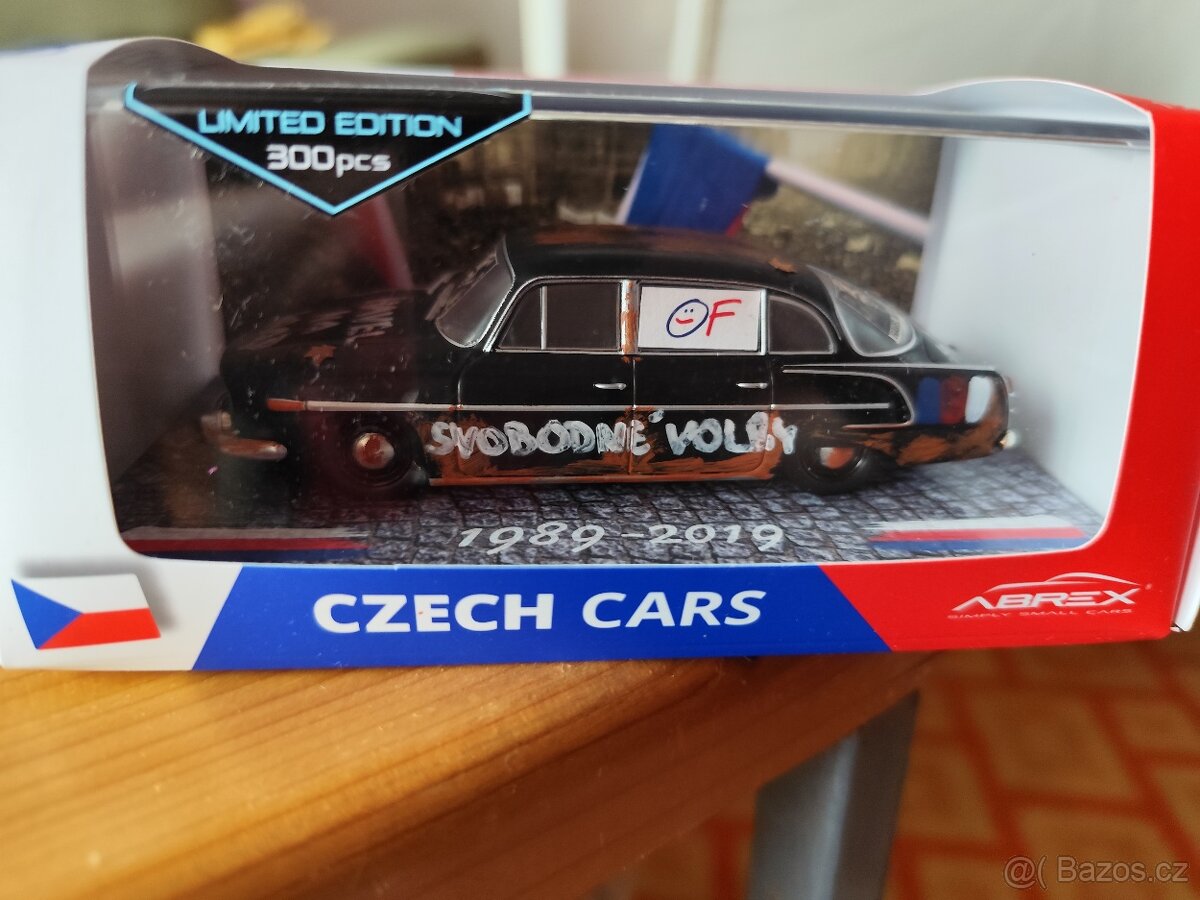 LIMITED EDITION
300pcs
OF
SVOBODNÉ VOLBY
1989-2019
CZECH CARS
ABREX
SIMPLY SMALL CARS
@( Bazos.cz